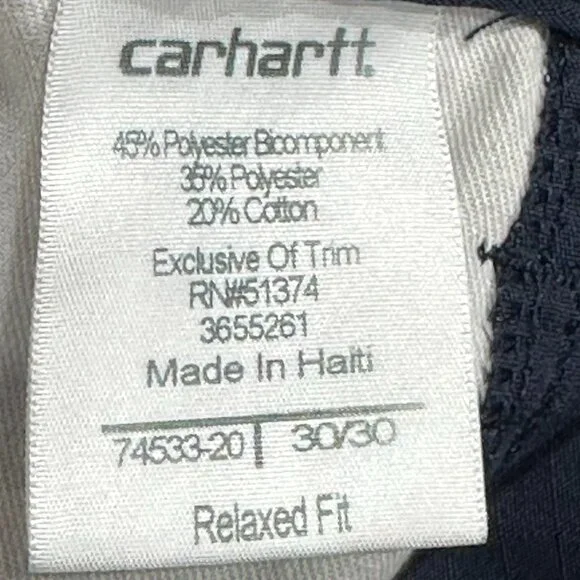 carhartt.
45% Polyester Bicomponent
35% Polyester
20% Cotton
Exclusive Of Trim
RN#51374
3655261
Made In Haiti
74533-20 | 30/30
Relaxed Fit